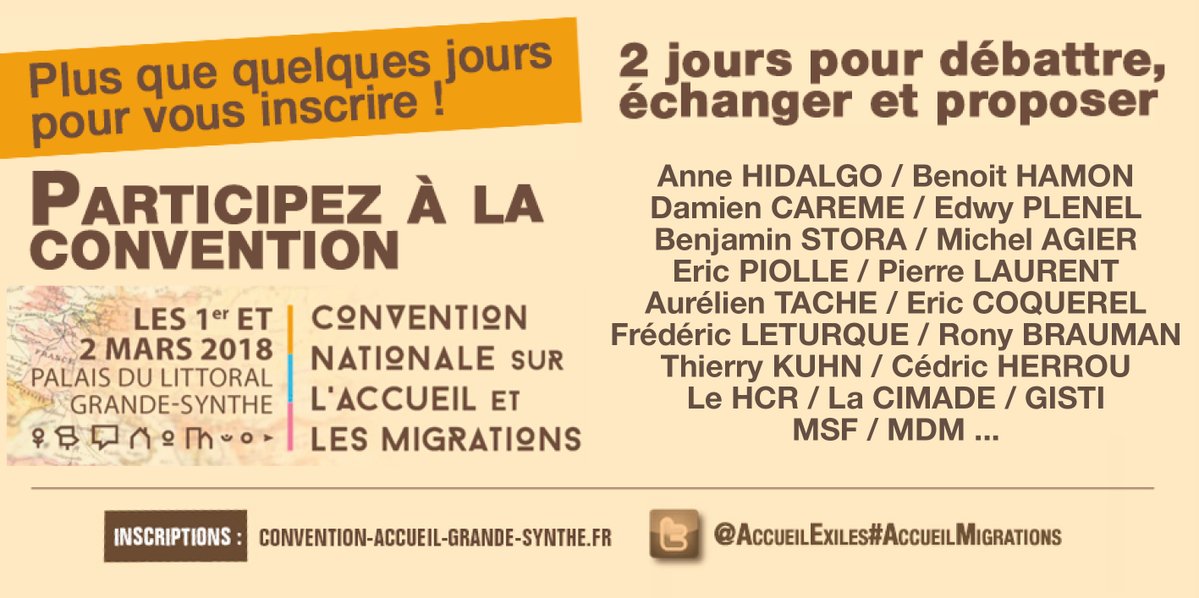 Plus que quelques jours
pour vous inscrire !
PARTICIPEZ À LA
CONVENTION
LES 1er ET
2 MARS 2018
PALAIS DU LITTORAL
GRANDE-SYNTHE
CONVENTION
NATIONALE SUR
L'ACCUEIL ET
LES MIGRATIONS
2 jours pour débattre,
échanger et proposer
Anne HIDALGO / Benoit HAMON
Damien CAREME / Edwy PLENEL
Benjamin STORA / Michel AGIER
Eric PIOLLE / Pierre LAURENT
Aurélien TACHE / Eric COQUEREL
Frédéric LETURQUE / Rony BRAUMAN
Thierry KUHN / Cédric HERROU
Le HCR / La CIMADE / GISTI
MSF / MDM ...
INSCRIPTIONS : CONVENTION-ACCUEIL-GRANDE-SYNTHE.FR
@ACCUEILEXILES#ACCUEILMIGRATIONS